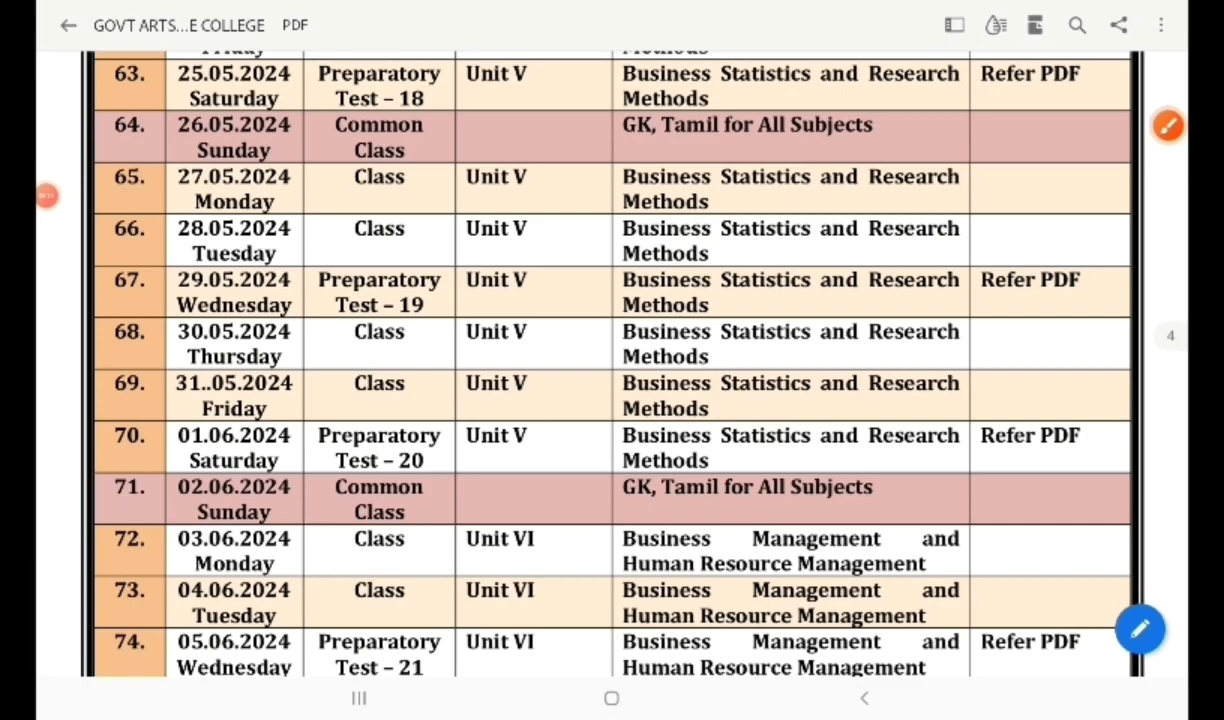 GOVT ARTS...E COLLEGE PDF
63. 25.05.2024 Preparatory Unit V Business Statistics and Research Refer PDF
Saturday Test – 18 Methods
64. 26.05.2024 Common GK, Tamil for All Subjects
Sunday Class
65. 27.05.2024 Class Unit V Business Statistics and Research
Monday Methods
66. 28.05.2024 Class Unit V Business Statistics and Research
Tuesday Methods
67. 29.05.2024 Preparatory Unit V Business Statistics and Research Refer PDF
Wednesday Test – 19 Methods
68. 30.05.2024 Class Unit V Business Statistics and Research
Thursday Methods
69. 31..05.2024 Class Unit V Business Statistics and Research
Friday Methods
70. 01.06.2024 Preparatory Unit V Business Statistics and Research Refer PDF
Saturday Test – 20 Methods
71. 02.06.2024 Common GK, Tamil for All Subjects
Sunday Class
72. 03.06.2024 Class Unit VI Business Management and
Monday Human Resource Management
73. 04.06.2024 Class Unit VI Business Management and
Tuesday Human Resource Management
74. 05.06.2024 Preparatory Unit VI Business Management and Refer PDF
Wednesday Test – 21 Human Resource Management
4